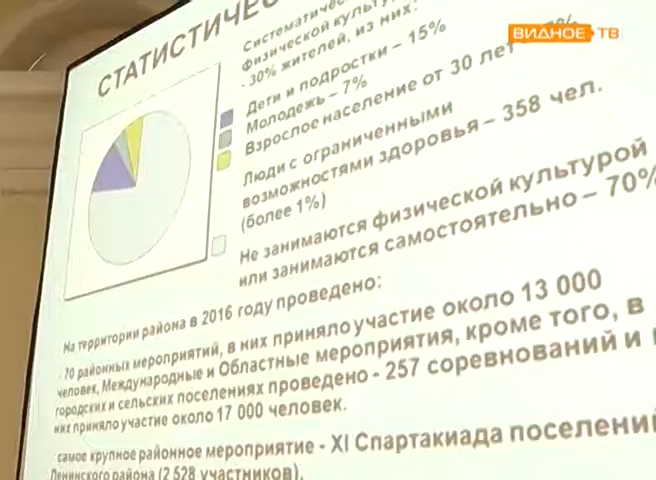 СТАТИСТИЧЕС
Систематичес
физической культу
- 30% жителей, из них:
Дети и подростки – 15%
Молодежь – 7%
Взрослое население от 30 лет
Люди с ограниченными
возможностями здоровья – 358 чел.
(более 1%)
Не занимаются физической культурой
или занимаются самостоятельно – 70%
На территории района в 2016 году проведено:
- 70 районных мероприятий, в них приняло участие около 13 000
человек, Международные и Областные мероприятия, кроме того, в
городских и сельских поселениях проведено - 257 соревнований и
них приняло участие около 17 000 человек.
самое крупное районное мероприятие - XI Спартакиада поселений
Ленинского района (2 528 участников).
ВИДНОЕ ТВ